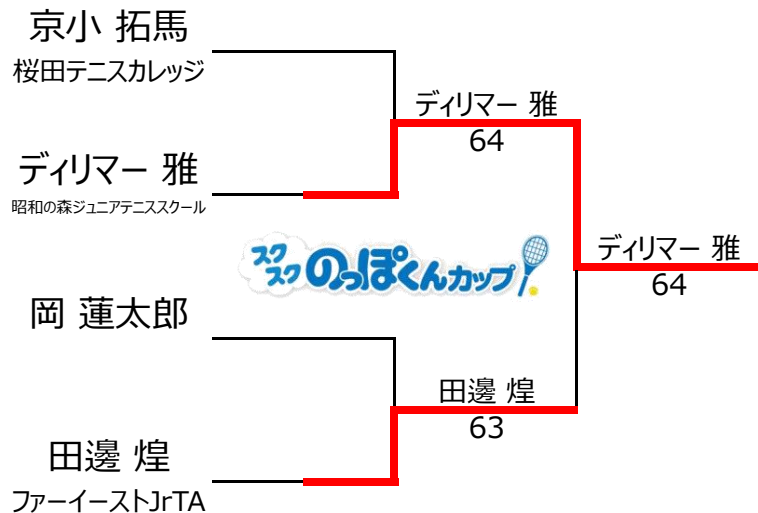 京小 拓馬
桜田テニスカレッジ
ディリマー 雅
64
ディリマー 雅
昭和の森ジュニアテニススクール
スクスク のっぽくんカップ
ディリマー 雅
64
岡 蓮太郎
田邊 煌
63
田邊 煌
ファーイーストJrTA